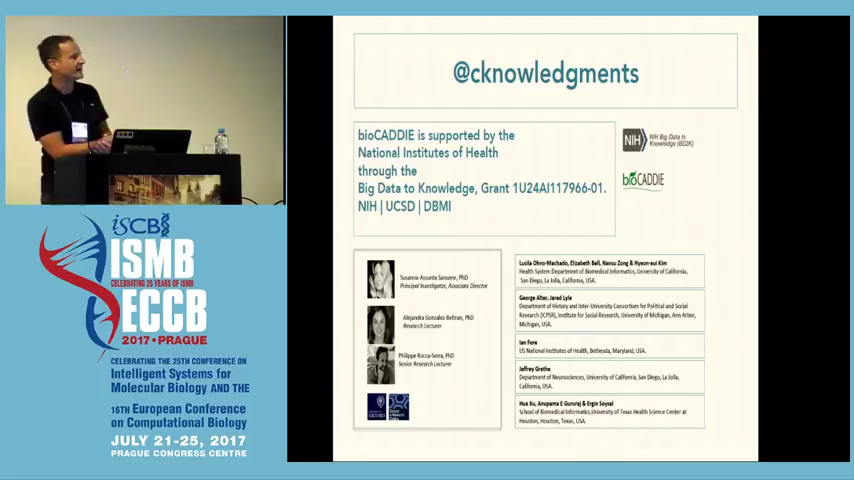 @cknowledgments
bioCADDIE is supported by the
National Institutes of Health
through the
Big Data to Knowledge, Grant 1U24AI117966-01.
NIH | UCSD | DBMI
NIH
NIH Big Data to
Knowledge (BD2K)
bioCADDIE
Susanna-Assunta Sansone, PhD
Principal Investigator, Associate Director
Alejandra Gonzalez-Beltran, PhD
Research Lecturer
Philippe Rocca-Serra, PhD
Senior Research Lecturer
Lucila Ohno-Machado, Elizabeth Bell, Nansu Zong & Hyeon-eui Kim
Health System Department of Biomedical Informatics, University of California,
San Diego, La Jolla, California, USA.
George Alter, Jared Lyle
Department of History and Inter-University Consortium for Political and Social
Research (ICPSR), Institute for Social Research, University of Michigan, Ann Arbor,
Michigan, USA.
Ian Fore
US National Institutes of Health, Bethesda, Maryland, USA.
Jeffrey Grethe
Department of Neurosciences, University of California, San Diego, La Jolla,
California, USA.
Hua Xu, Anupama E Gururaj & Ergin Soysal
School of Biomedical Informatics,University of Texas Health Science Center at
Houston, Houston, Texas, USA.
iSCB
ISMB
CELEBRATING 25 YEARS OF ISMB
ECCB
2017 • PRAGUE
CELEBRATING THE 25TH CONFERENCE ON
Intelligent Systems for
Molecular Biology AND THE
16TH European Conference
on Computational Biology
JULY 21-25, 2017
PRAGUE CONGRESS CENTRE